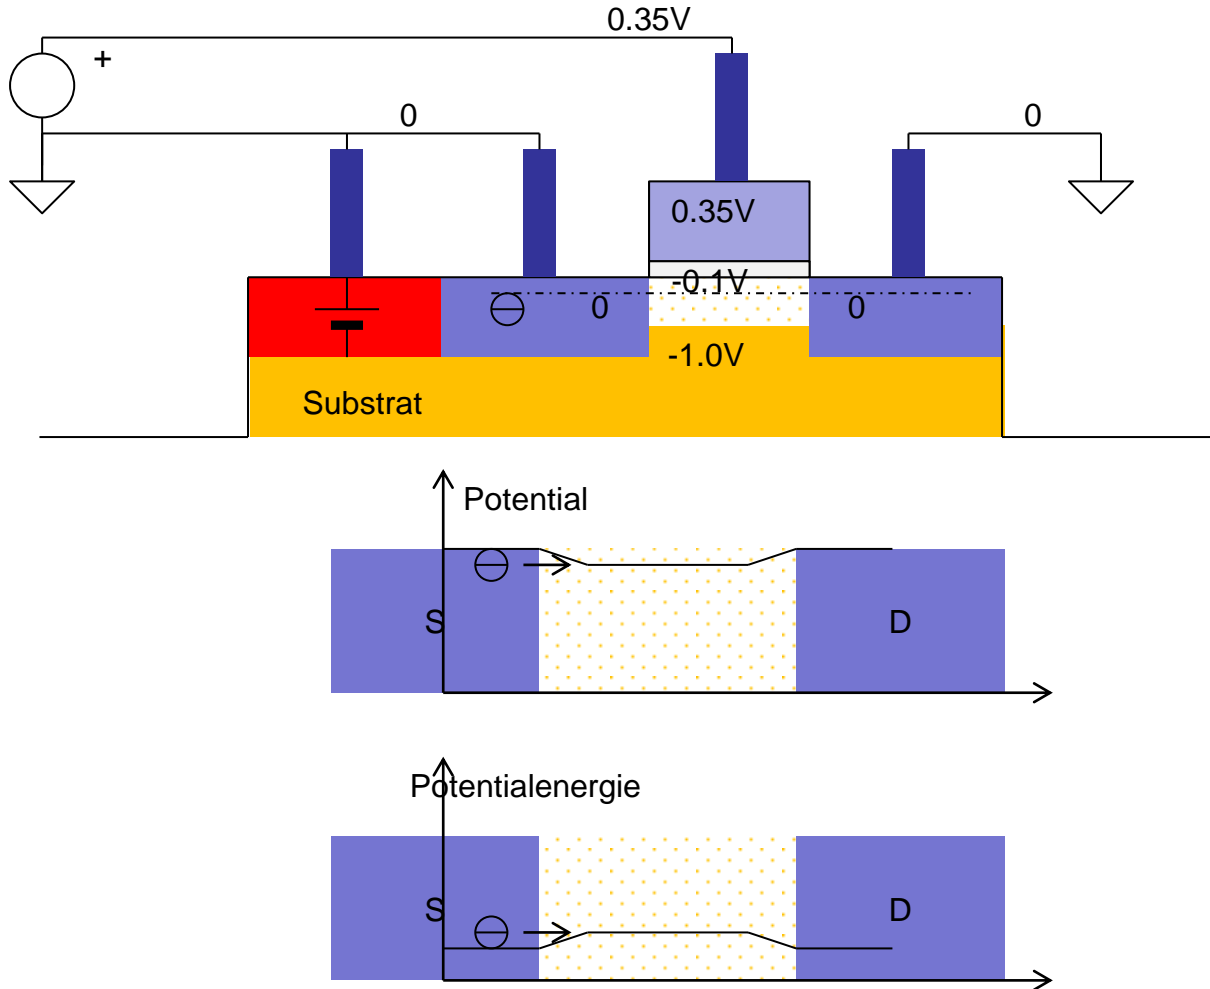 0.35V
+
0
0
0.35V
-0.1V
0
0
-1.0V
Substrat
Potential
S
D
Potentialenergie
S
D